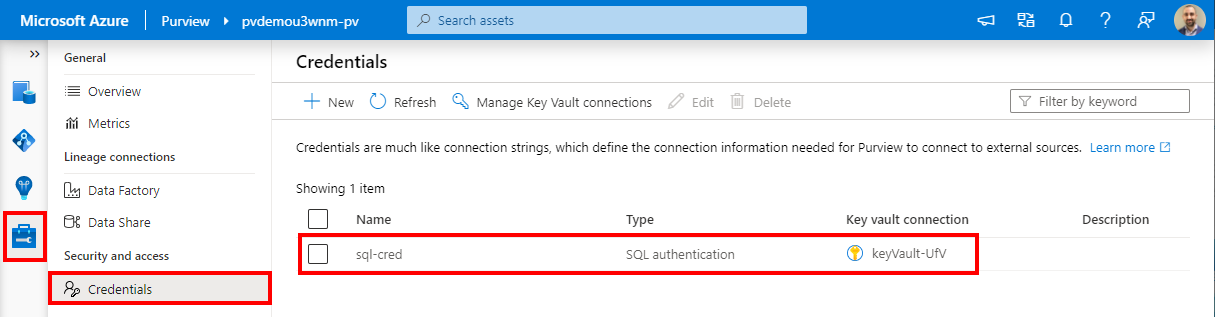 Microsoft Azure Purview ▸ pvdemou3wnm-pv Search assets
General
Overview
Metrics
Lineage connections
Data Factory
Data Share
Security and access
Credentials
Credentials
New Refresh Manage Key Vault connections Edit Delete Filter by keyword
Credentials are much like connection strings, which define the connection information needed for Purview to connect to external sources. Learn more
Showing 1 item
Name Type Key vault connection Description
sql-cred SQL authentication keyVault-UfV